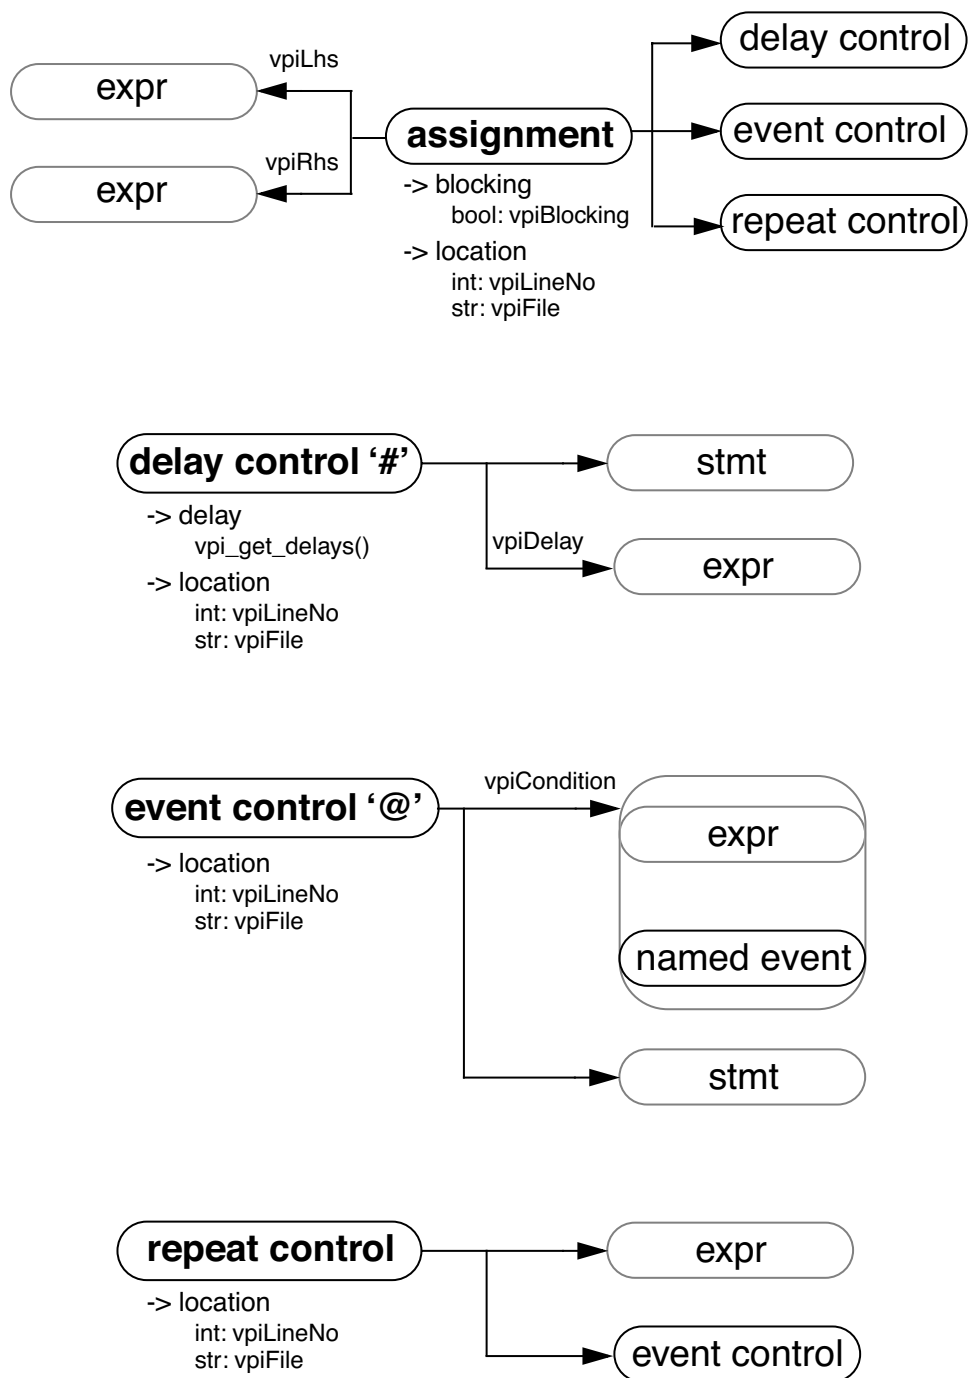 vpiLhs
expr
vpiRhs
expr
assignment
-> blocking
bool: vpiBlocking
-> location
int: vpiLineNo
str: vpiFile
delay control
event control
repeat control
delay control ‘#’
-> delay
vpi_get_delays()
-> location
int: vpiLineNo
str: vpiFile
stmt
vpiDelay
expr
event control ‘@’
-> location
int: vpiLineNo
str: vpiFile
vpiCondition
expr
named event
stmt
repeat control
-> location
int: vpiLineNo
str: vpiFile
expr
event control